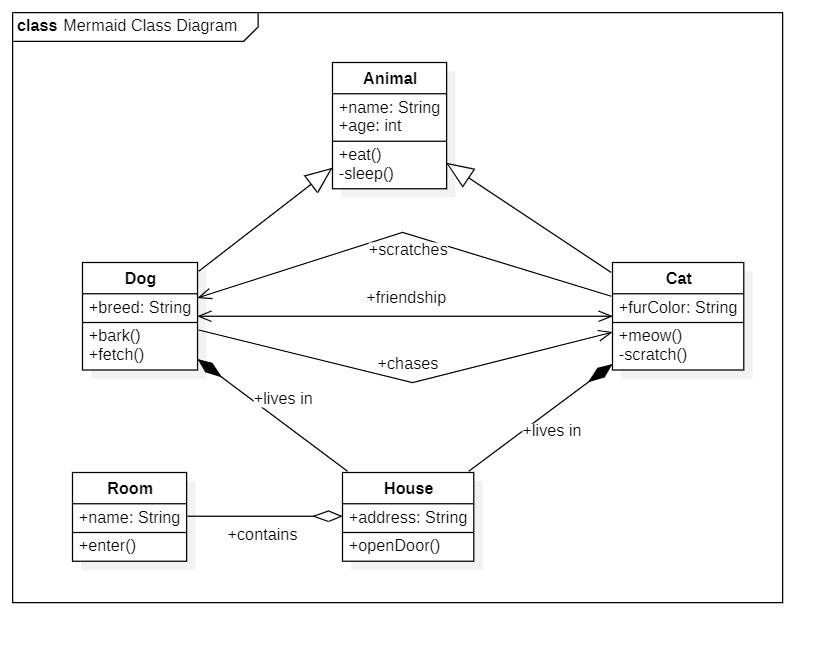 class Mermaid Class Diagram
Animal
+name: String
+age: int
+eat()
-sleep()
+scratches
Dog
+breed: String
+bark()
+fetch()
+friendship
Cat
+furColor: String
+meow()
-scratch()
+chases
+lives in
+lives in
Room
+name: String
+enter()
+contains
House
+address: String
+openDoor()